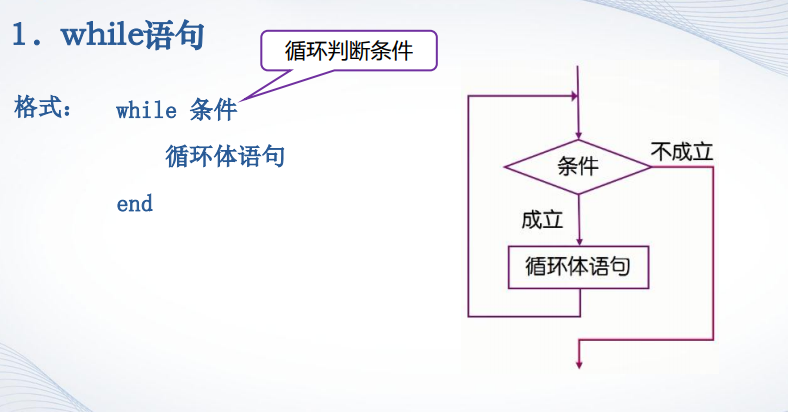 1. while语句
循环判断条件
格式： while 条件
循环体语句
end
条件
不成立
成立
循环体语句